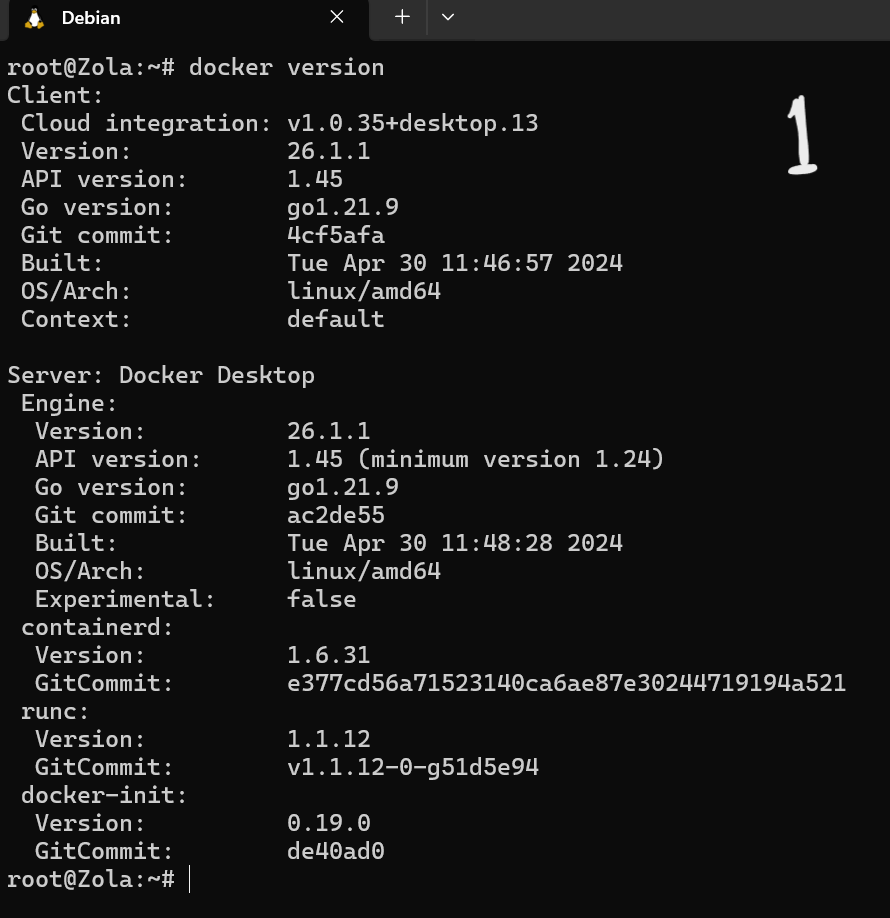 Debian
root@Zola:~# docker version
Client:
 Cloud integration: v1.0.35+desktop.13
 Version:           26.1.1
 API version:       1.45
 Go version:        go1.21.9
 Git commit:        4cf5afa
 Built:             Tue Apr 30 11:46:57 2024
 OS/Arch:           linux/amd64
 Context:           default

Server: Docker Desktop
 Engine:
  Version:          26.1.1
  API version:      1.45 (minimum version 1.24)
  Go version:       go1.21.9
  Git commit:       ac2de55
  Built:            Tue Apr 30 11:48:28 2024
  OS/Arch:          linux/amd64
  Experimental:     false
 containerd:
  Version:          1.6.31
  GitCommit:        e377cd56a71523140ca6ae87e30244719194a521
 runc:
  Version:          1.1.12
  GitCommit:        v1.1.12-0-g51d5e94
 docker-init:
  Version:          0.19.0
  GitCommit:        de40ad0
root@Zola:~#
1